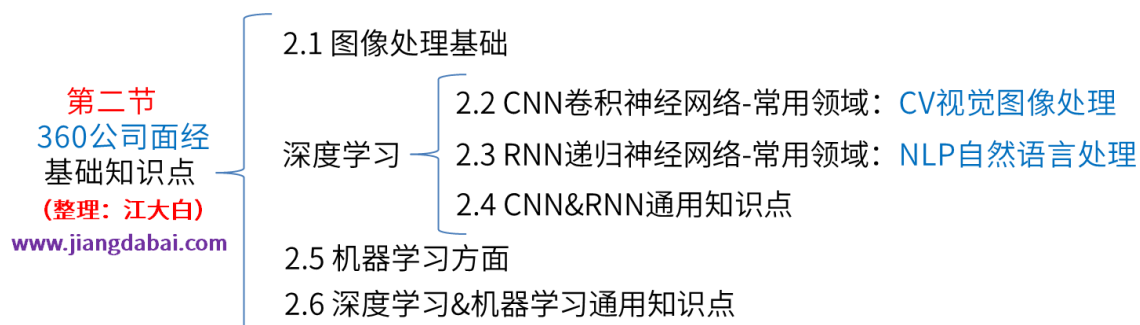 第二节
360公司面经
基础知识点
（整理：江大白）
www.jiangdabai.com
2.1 图像处理基础
深度学习
2.2 CNN卷积神经网络-常用领域：CV视觉图像处理
2.3 RNN递归神经网络-常用领域：NLP自然语言处理
2.4 CNN&RNN通用知识点
2.5 机器学习方面
2.6 深度学习&机器学习通用知识点